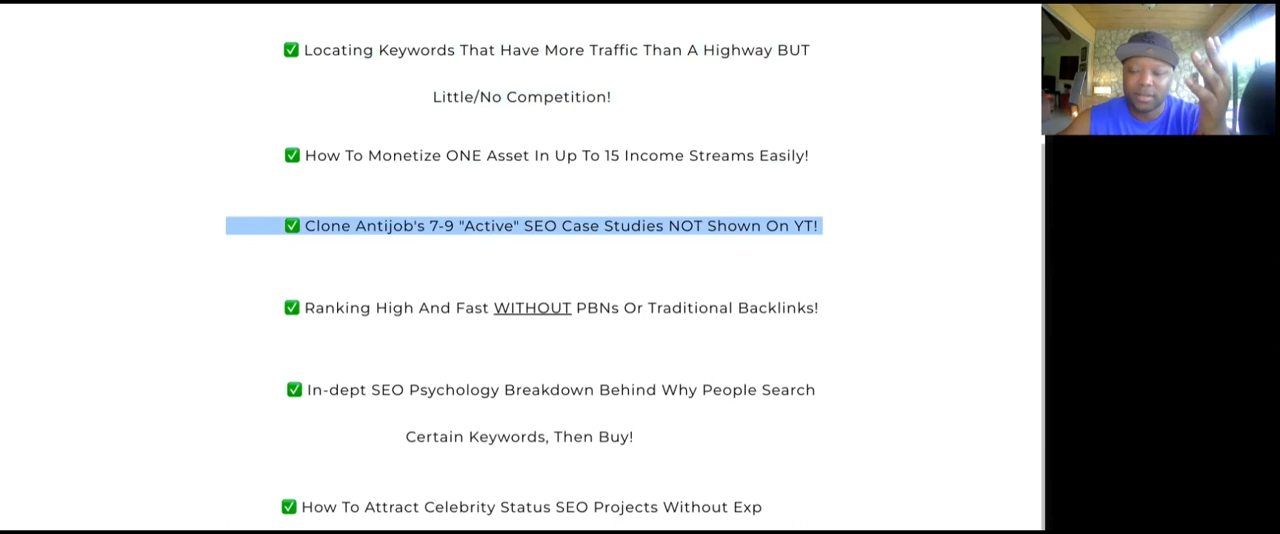 ✅ Locating Keywords That Have More Traffic Than A Highway BUT
Little/No Competition!
✅ How To Monetize ONE Asset In Up To 15 Income Streams Easily!
✅ Clone Antijob's 7-9 "Active" SEO Case Studies NOT Shown On YT!
✅ Ranking High And Fast WITHOUT PBNs Or Traditional Backlinks!
✅ In-dept SEO Psychology Breakdown Behind Why People Search
Certain Keywords, Then Buy!
✅ How To Attract Celebrity Status SEO Projects Without Exp